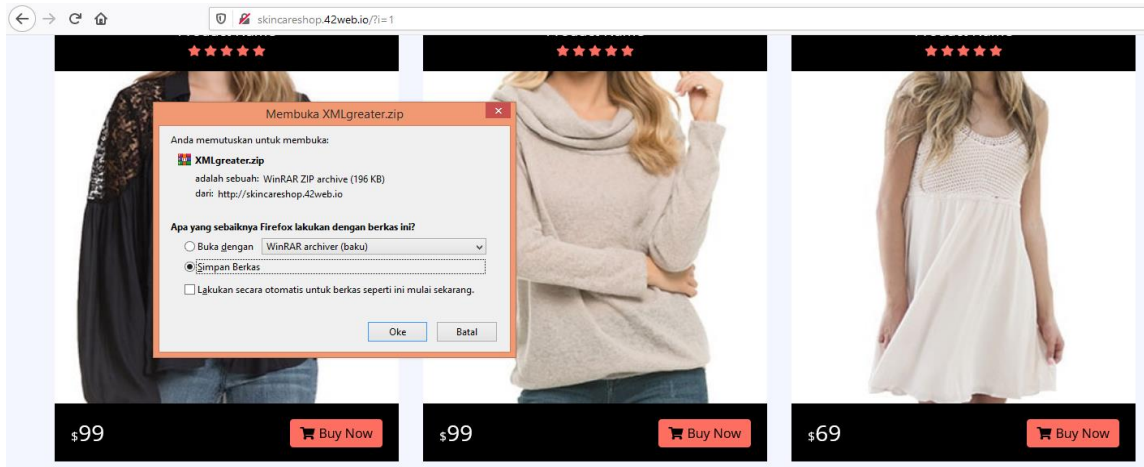 skincareshop.42web.io/?i=1
Membuka XMLgreater.zip
Anda memutuskan untuk membuka:
XMLgreater.zip
adalah sebuah: WinRAR ZIP archive (196 KB)
dari: http://skincareshop.42web.io
Apa yang sebaiknya Firefox lakukan dengan berkas ini?
Buka dengan WinRAR archiver (baku)
Simpan Berkas
Lakukan secara otomatis untuk berkas seperti ini mulai sekarang.
Oke Batal
$99 Buy Now
$99 Buy Now
$69 Buy Now